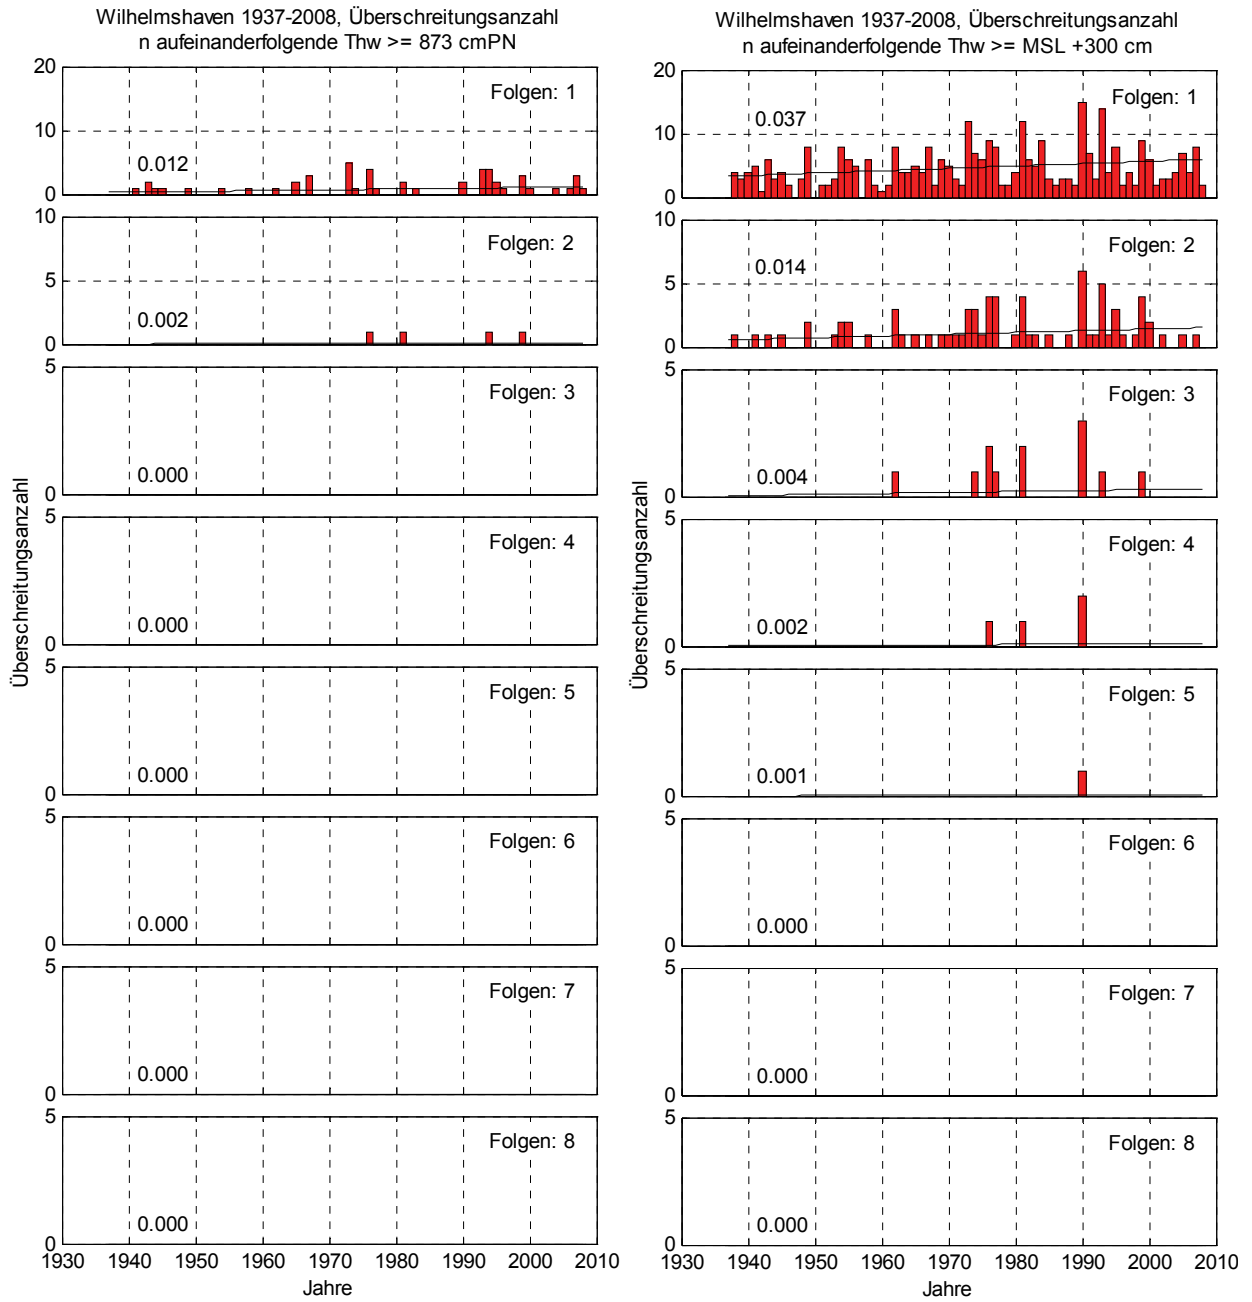 Wilhelmshaven 1937-2008, Überschreitungsanzahl
n aufeinanderfolgende Thw >= 873 cmPN
20
10
0
Folgen: 1
0.012
10
5
0
Folgen: 2
0.002
5
0
Folgen: 3
0.000
5
0
Folgen: 4
0.000
5
0
Folgen: 5
0.000
5
0
Folgen: 6
0.000
5
0
Folgen: 7
0.000
5
0
Folgen: 8
0.000
Überschreitungsanzahl
1930 1940 1950 1960 1970 1980 1990 2000 2010
Jahre
Wilhelmshaven 1937-2008, Überschreitungsanzahl
n aufeinanderfolgende Thw >= MSL +300 cm
20
10
0
Folgen: 1
0.037
10
5
0
Folgen: 2
0.014
5
0
Folgen: 3
0.004
5
0
Folgen: 4
0.002
5
0
Folgen: 5
0.001
5
0
Folgen: 6
0.000
5
0
Folgen: 7
0.000
5
0
Folgen: 8
0.000
Überschreitungsanzahl
1930 1940 1950 1960 1970 1980 1990 2000 2010
Jahre